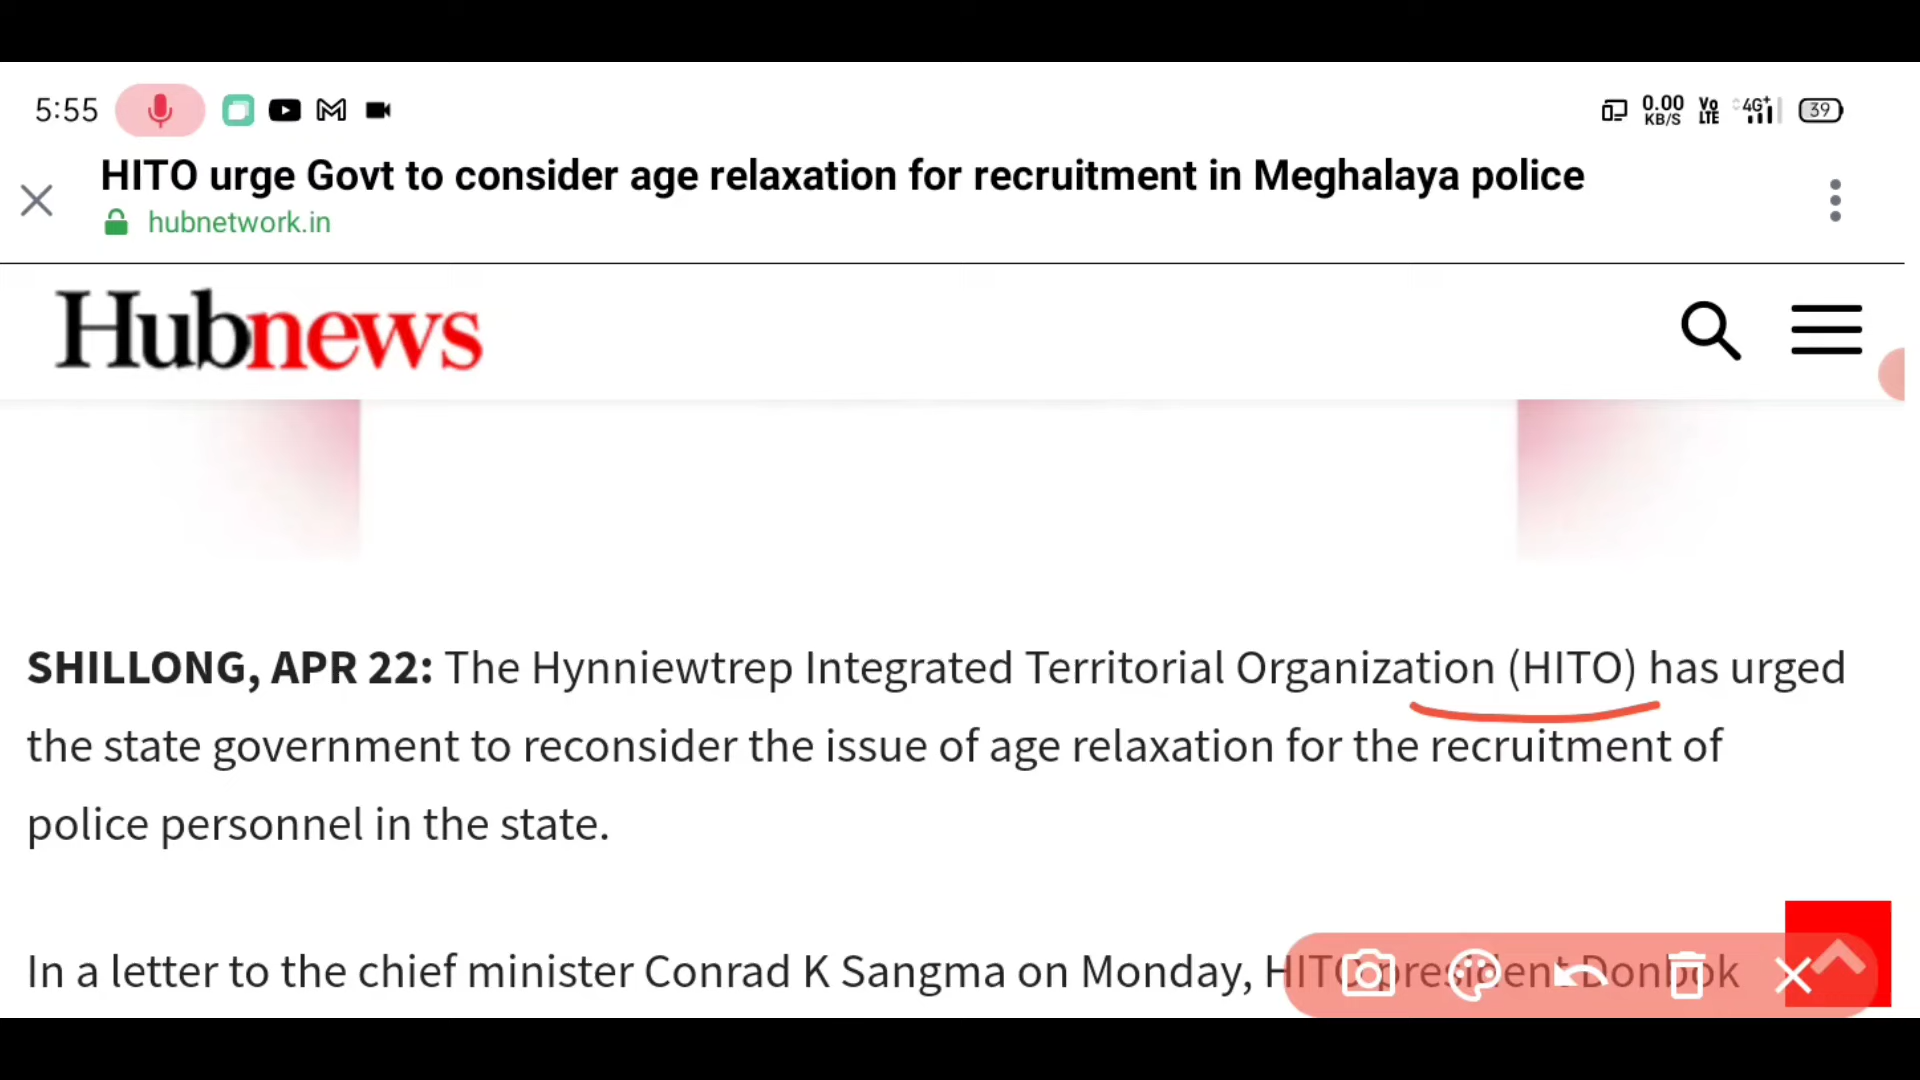 5:55 0.00 KB/S Vo LTE 4G+ 39
HITO urge Govt to consider age relaxation for recruitment in Meghalaya police
hubnetwork.in
Hubnews
SHILLONG, APR 22: The Hynniewtrep Integrated Territorial Organization (HITO) has urged
the state government to reconsider the issue of age relaxation for the recruitment of
police personnel in the state.
In a letter to the chief minister Conrad K Sangma on Monday, HITO president Donbok